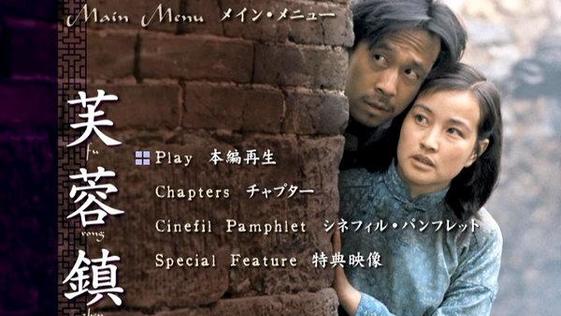 Main Menu メイン・メニュー
芙
fu
蓉
rong
鎮
Play 本編再生
Chapters チャプター
Cinefil Pamphlet シネフィル・パンフレット
Special Feature 特典映像